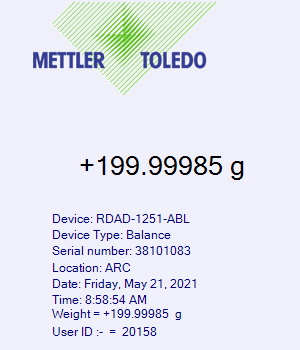 METTLER TOLEDO
+199.99985 g
Device: RDAD-1251-ABL
Device Type: Balance
Serial number: 38101083
Location: ARC
Date: Friday, May 21, 2021
Time: 8:58:54 AM
Weight = +199.99985  g
User ID :-  =  20158